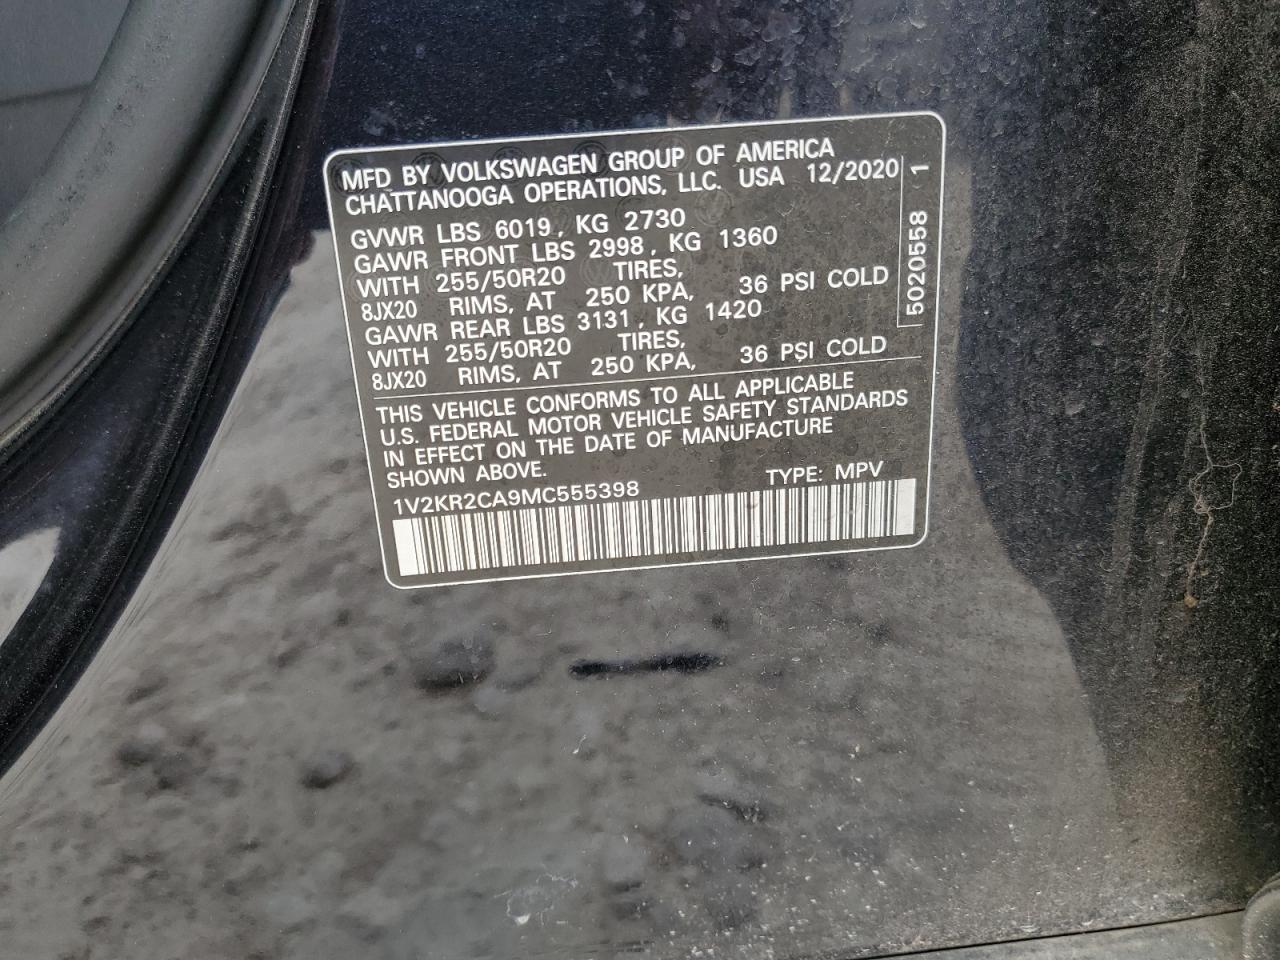 MFD BY VOLKSWAGEN GROUP OF AMERICA
CHATTANOOGA OPERATIONS, LLC. USA 12/2020
GVWR LBS 6019, KG 2730
GAWR FRONT LBS 2998, KG 1360
WITH 255/50R20 TIRES,
8JX20 RIMS, AT 250 KPA, 36 PSI COLD
GAWR REAR LBS 3131, KG 1420
WITH 255/50R20 TIRES,
8JX20 RIMS, AT 250 KPA, 36 PSI COLD
THIS VEHICLE CONFORMS TO ALL APPLICABLE
U.S. FEDERAL MOTOR VEHICLE SAFETY STANDARDS
IN EFFECT ON THE DATE OF MANUFACTURE
SHOWN ABOVE.
1V2KR2CA9MC555398 TYPE: MPV
5020558 1